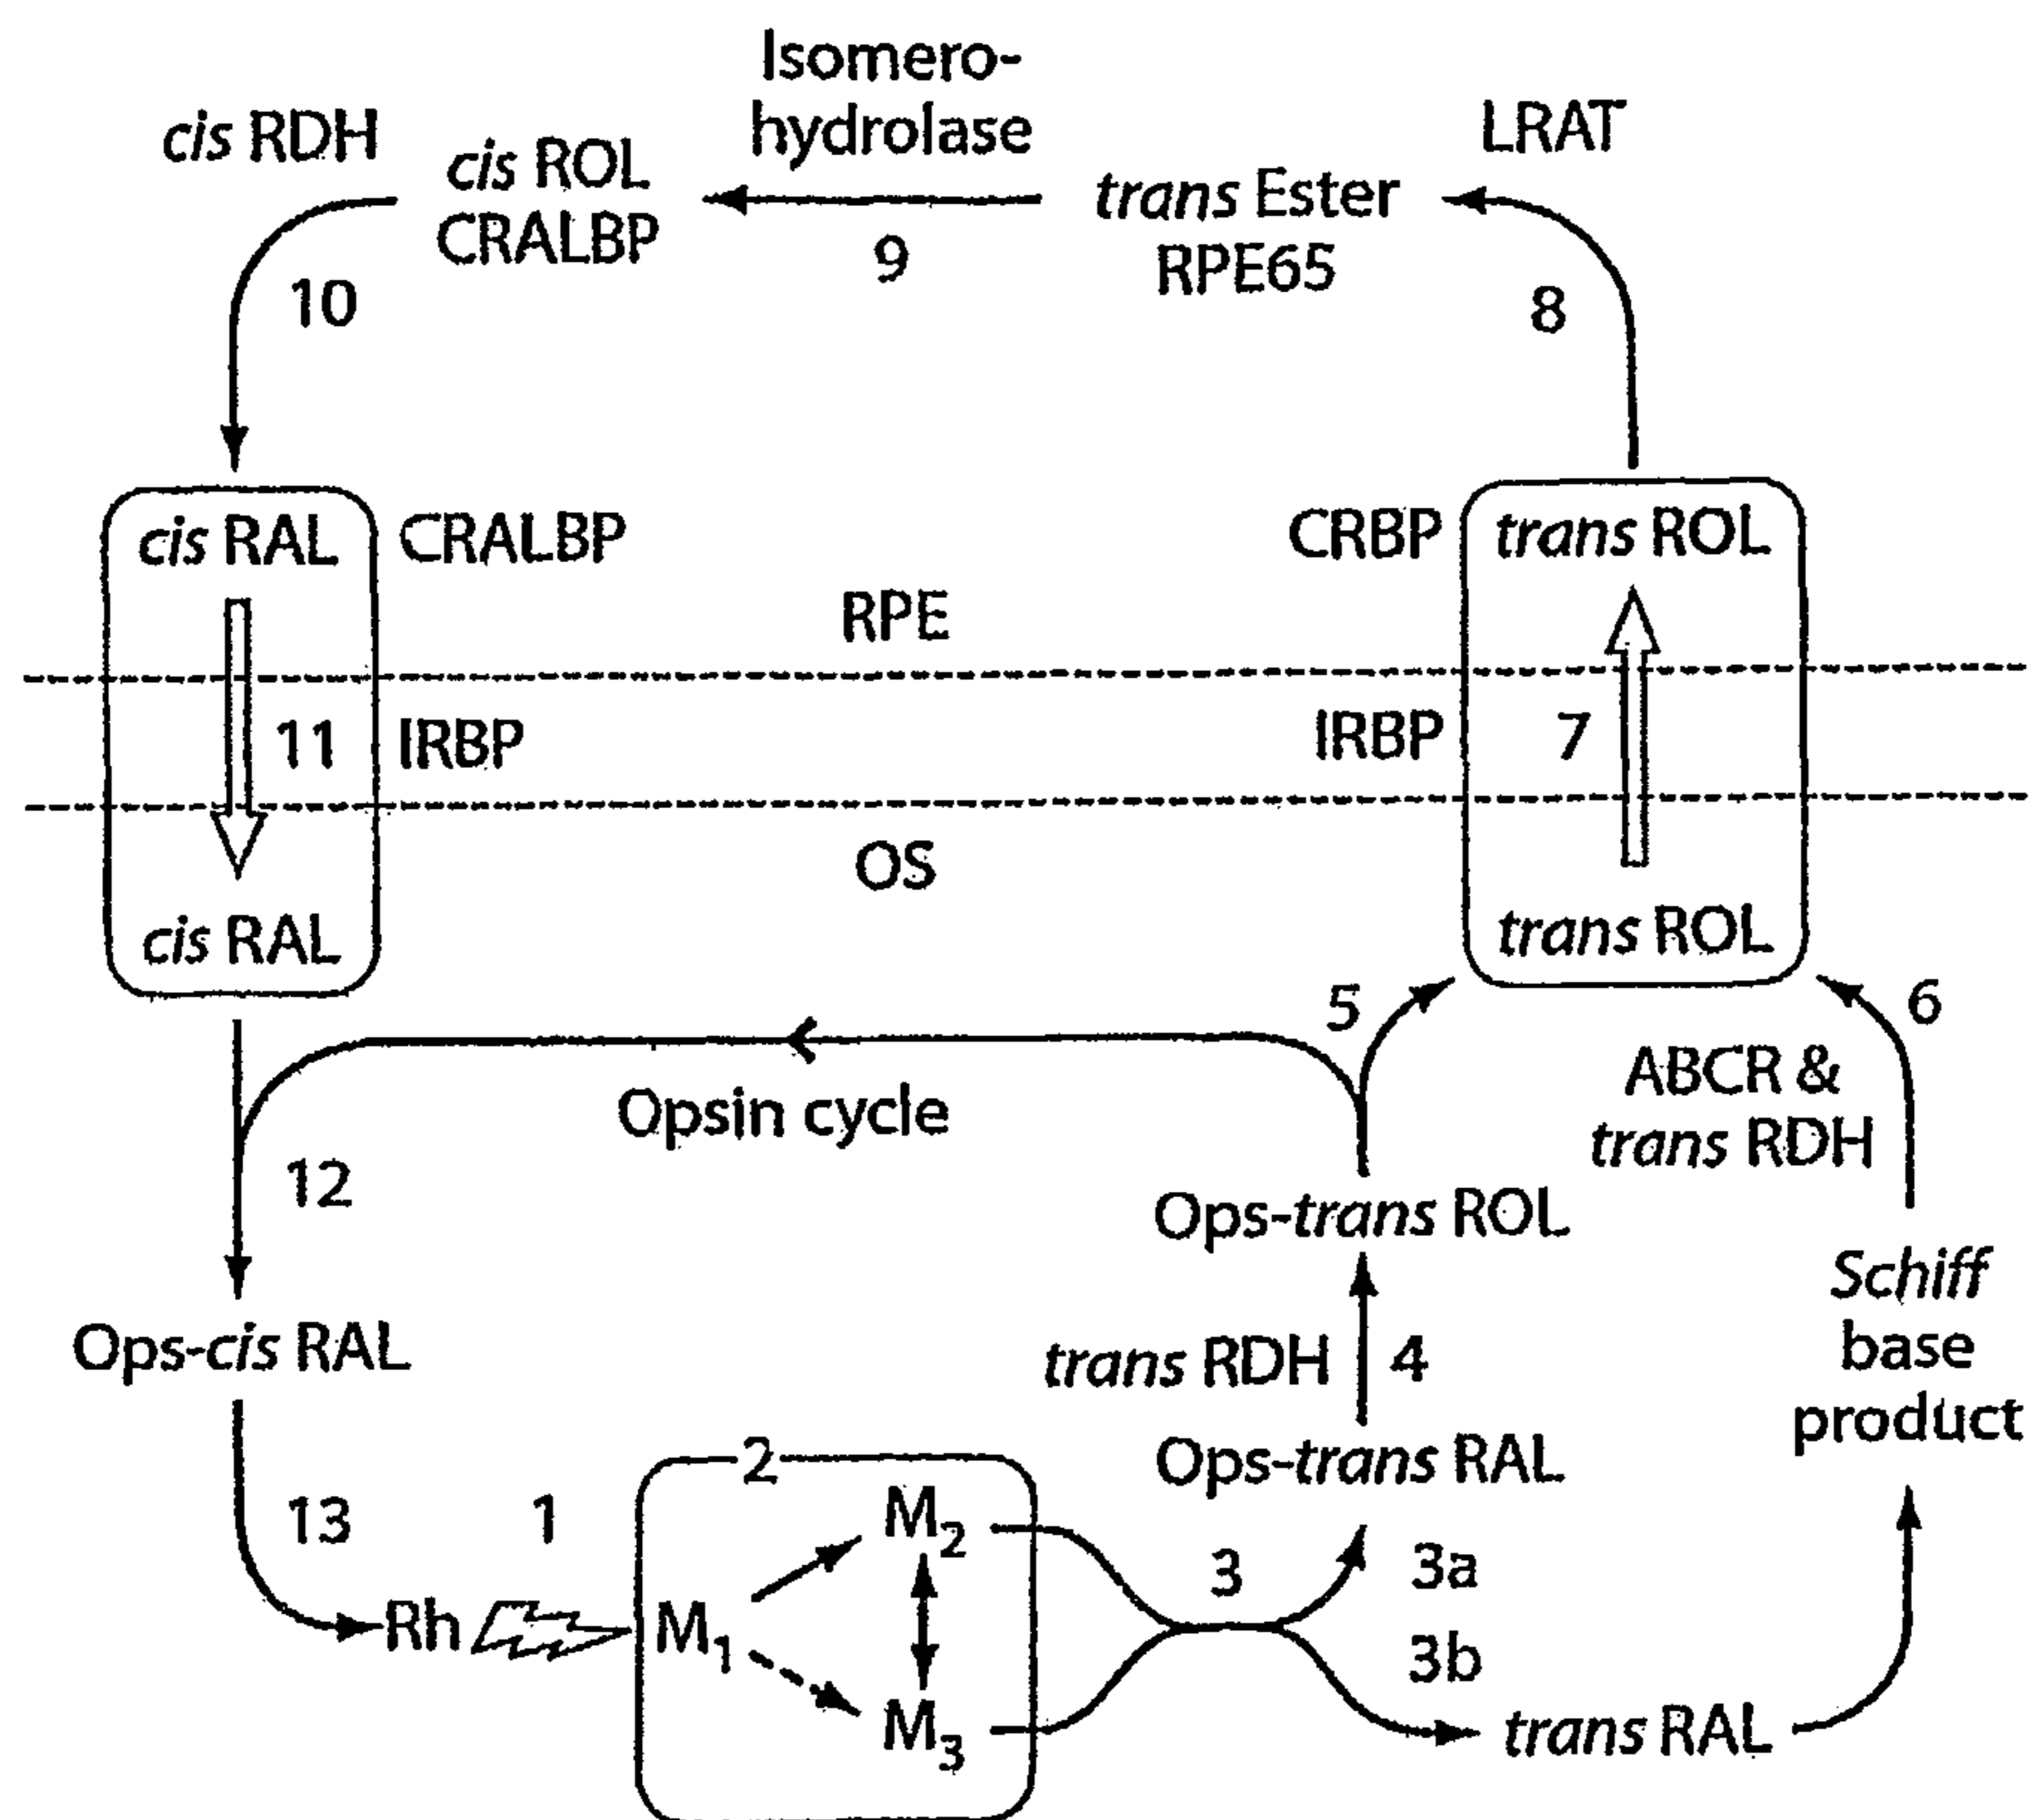 Isomero-
hydrolase
cis RDH
cis ROL
CRALBP
9
trans Ester
RPE65
LRAT
10
8
cis RAL
CRALBP
CRBP
trans ROL
RPE
11
IRBP
IRBP
7
OS
cis RAL
trans ROL
5
6
Opsin cycle
ABCR &
trans RDH
12
Ops-trans ROL
Schiff
base
product
Ops-cis RAL
trans RDH
4
Ops-trans RAL
13
1
2
M2
3
3a
Rh
M1
3b
M3
trans RAL